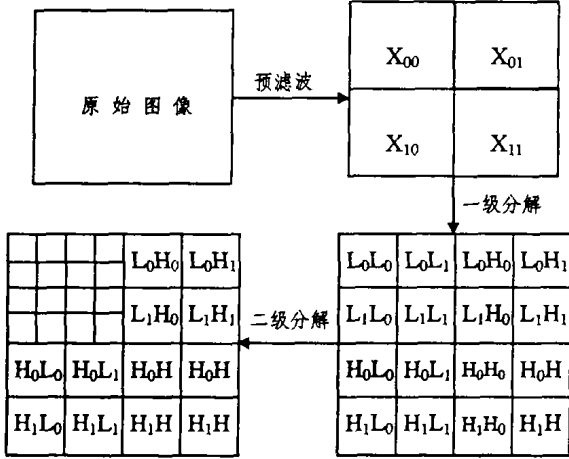 原始图像
预滤波
X₀₀ X₀₁
X₁₀ X₁₁
一级分解
L₀L₀ L₀L₁ L₀H₀ L₀H₁
L₁L₀ L₁L₁ L₁H₀ L₁H₁
H₀L₀ H₀L₁ H₀H₀ H₀H
H₁L₀ H₁L₁ H₁H₀ H₁H
二级分解
L₀H₀ L₀H₁
L₁H₀ L₁H₁
H₀L₀ H₀L₁ H₀H H₀H
H₁L₀ H₁L₁ H₁H H₁H